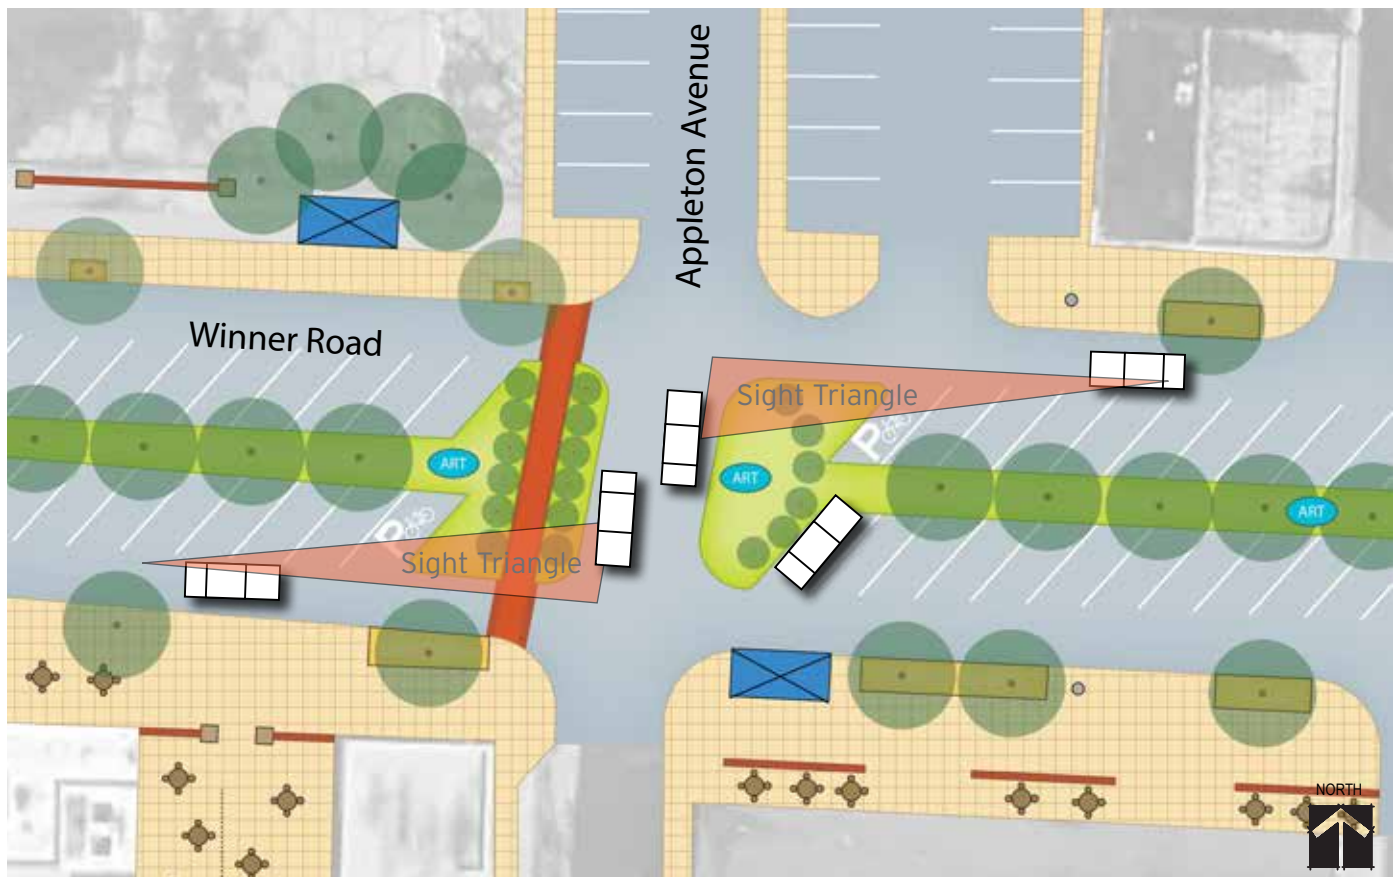 Appleton Avenue
Winner Road
Sight Triangle
P
ART
ART
ART
P
Sight Triangle
NORTH